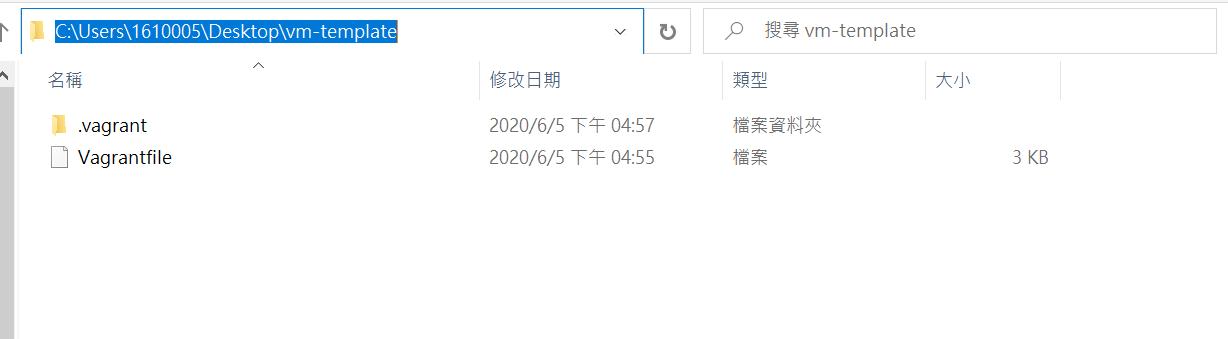 C:\Users\1610005\Desktop\vm-template 搜尋 vm-template
名稱 修改日期 類型 大小
.vagrant 2020/6/5 下午 04:57 檔案資料夾
Vagrantfile 2020/6/5 下午 04:55 檔案 3 KB